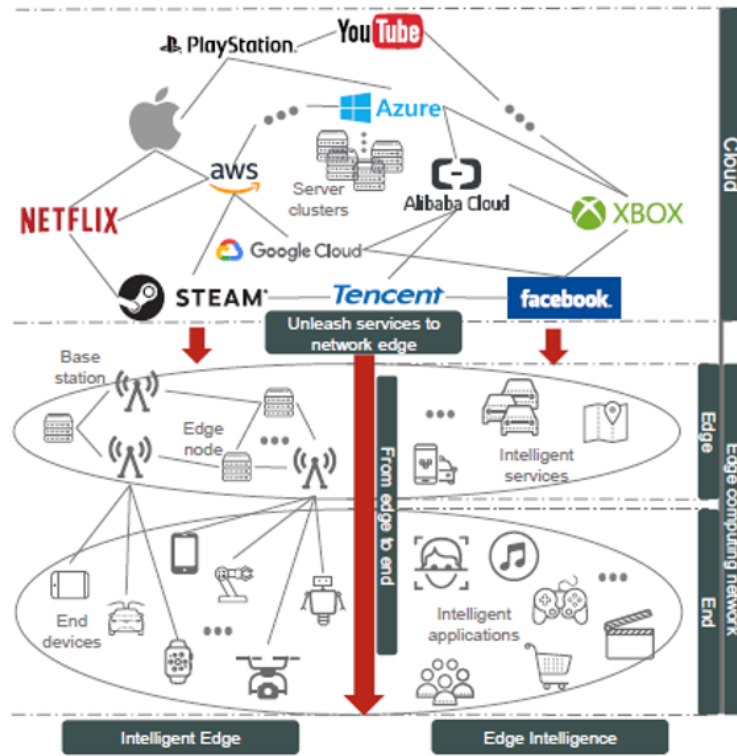 PlayStation.
YouTube
Azure
aws
Server
clusters
Alibaba Cloud
NETFLIX
XBOX
Google Cloud
STEAM®
Tencent
facebook.
Cloud
Unleash services to
network edge
Base
station
Edge
node
Intelligent
services
Edge
From edge to end
Edge computing network
End
devices
Intelligent
applications
End
Intelligent Edge
Edge Intelligence